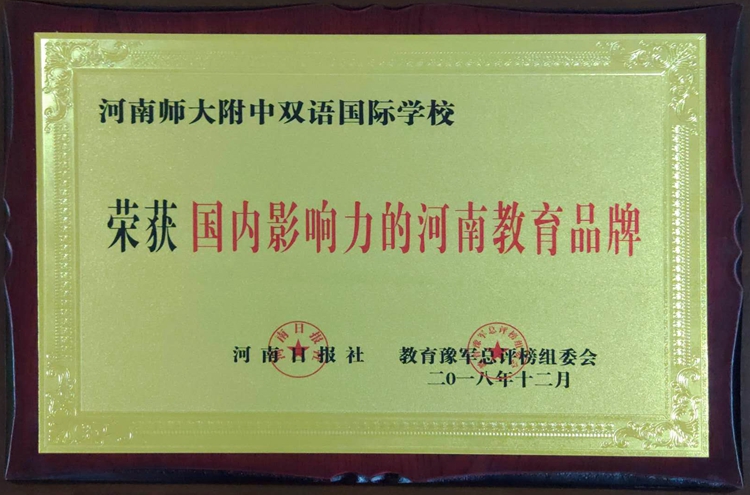 河南师大附中双语国际学校
荣获 国内影响力的河南教育品牌
河南日报社 教育豫军总评榜组委会
二〇一八年十二月